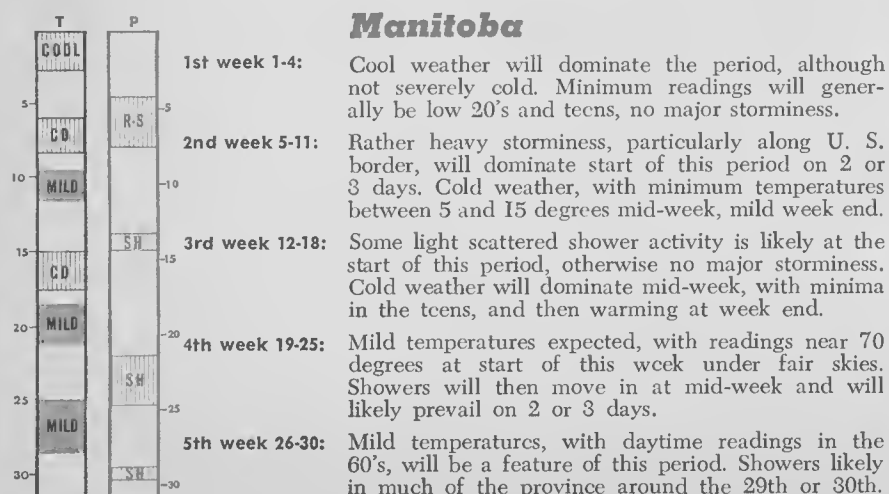 Manitoba
T P
COOL
CD
MILD
CD
MILD
MILD
5
10
15
20
25
30
R-S
SH
SH
SH
5
10
15
20
25
30
1st week 1-4: Cool weather will dominate the period, although
not severely cold. Minimum readings will gener-
ally be low 20's and teens, no major storminess.
2nd week 5-11: Rather heavy storminess, particularly along U. S.
border, will dominate start of this period on 2 or
3 days. Cold weather, with minimum temperatures
between 5 and 15 degrees mid-week, mild week end.
3rd week 12-18: Some light scattered shower activity is likely at the
start of this period, otherwise no major storminess.
Cold weather will dominate mid-week, with minima
in the teens, and then warming at week end.
4th week 19-25: Mild temperatures expected, with readings near 70
degrees at start of this week under fair skies.
Showers will then move in at mid-week and will
likely prevail on 2 or 3 days.
5th week 26-30: Mild temperatures, with daytime readings in the
60's, will be a feature of this period. Showers likely
in much of the province around the 29th or 30th.